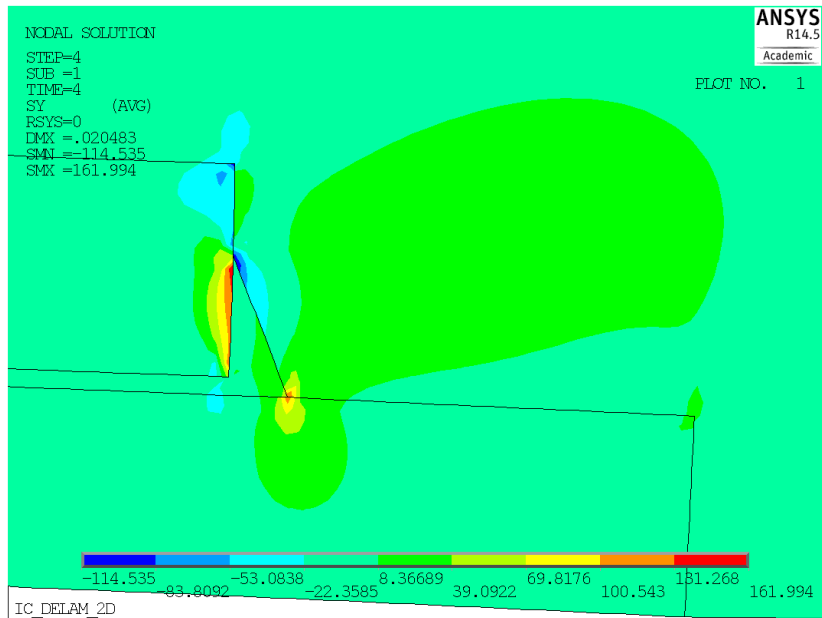 NODAL SOLUTION
STEP=4
SUB =1
TIME=4
SY (AVG)
RSYS=0
DMX =.020483
SMN =-114.535
SMX =161.994
ANSYS
R14.5
Academic
PLOT NO. 1
-114.535 -53.0838 8.36689 69.8176 131.268
-83.8092 -22.3585 39.0922 100.543 161.994
IC_DELAM_2D